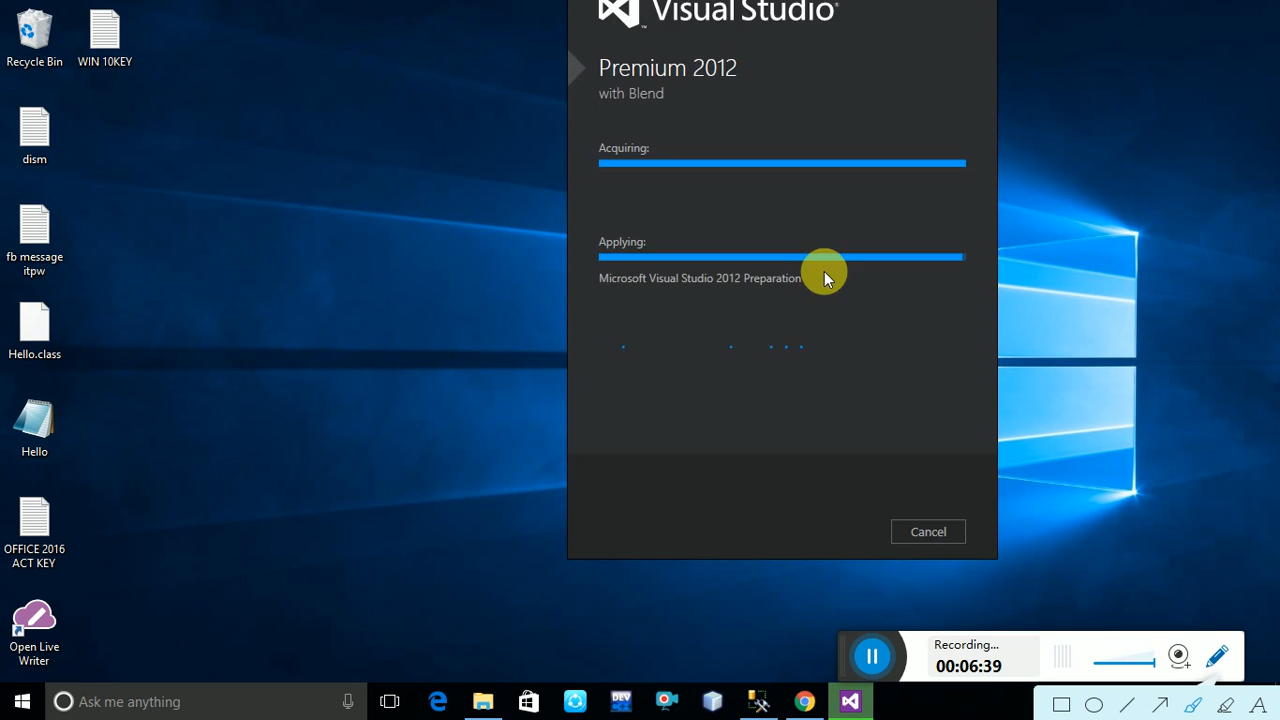 Visual Studio
Premium 2012
with Blend
Acquiring:
Applying:
Microsoft Visual Studio 2012 Preparation
Cancel
Recycle Bin
WIN 10KEY
dism
fb message
itpw
Hello.class
Hello
OFFICE 2016
ACT KEY
Open Live
Writer
Recording...
00:06:39
Ask me anything
DEV
A